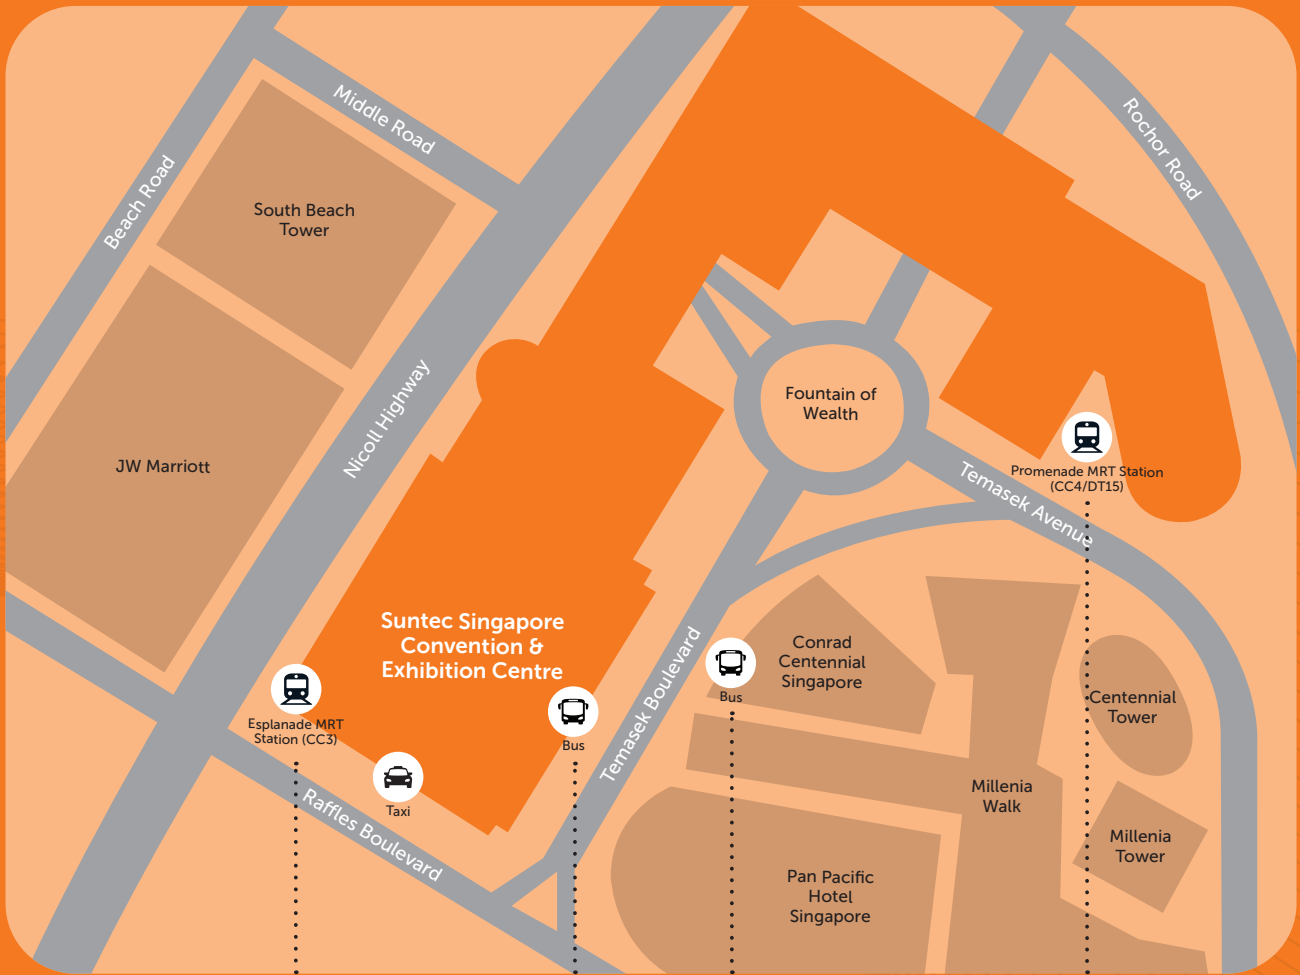 Middle Road
Rochor Road
Beach Road
South Beach
Tower
Nicoll Highway
JW Marriott
Fountain of
Wealth
Promenade MRT Station
(CC4/DT15)
Temasek Avenue
Suntec Singapore
Convention &
Exhibition Centre
Temasek Boulevard
Conrad
Centennial
Singapore
Bus
Centennial
Tower
Esplanade MRT
Station (CC3)
Bus
Taxi
Raffles Boulevard
Millenia
Walk
Millenia
Tower
Pan Pacific
Hotel
Singapore